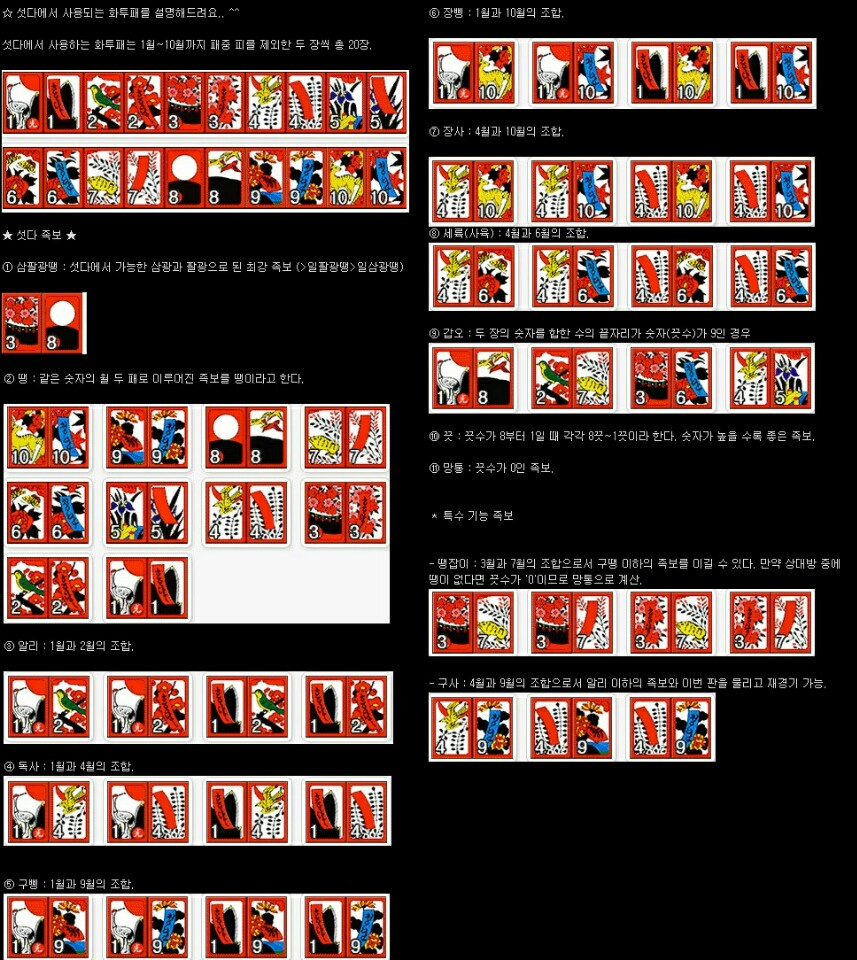 ☆ 섯다에서 사용되는 화투패를 설명해드려요.. ^^
섯다에서 사용하는 화투패는 1월~10월까지 패중 피를 제외한 두 장씩 총 20장.
1 1 2 2 3 3 4 4 5 5
6 6 7 7 8 8 9 9 10 10
★ 섯다 족보 ★
① 삼팔광땡 : 섯다에서 가능한 삼광과 팔광으로 된 최강 족보 (>일팔광땡>일삼광땡)
3 8
② 땡 : 같은 숫자의 월 두 패로 이루어진 족보를 땡이라고 한다.
10 10 9 9 8 8 7 7
6 6 5 5 4 4 3 3
2 2 1 1
③ 알리 : 1월과 2월의 조합.
1 2 1 2 1 2 1 2
④ 독사 : 1월과 4월의 조합.
1 4 1 4 1 4 1 4
⑤ 구삥 : 1월과 9월의 조합.
1 9 1 9 1 9 1 9
⑥ 장삥 : 1월과 10월의 조합.
1 10 1 10 1 10 1 10
⑦ 장사 : 4월과 10월의 조합.
4 10 4 10 4 10 4 10
⑧ 세륙(사육) : 4월과 6월의 조합.
4 6 4 6 4 6 4 6
⑨ 갑오 : 두 장의 숫자를 합한 수의 끝자리가 숫자(끗수)가 9인 경우
1 8 2 7 3 6 4 5
⑩ 끗 : 끗수가 8부터 1일 때 각각 8끗~1끗이라 한다. 숫자가 높을 수록 좋은 족보.
⑪ 망통 : 끗수가 0인 족보.
* 특수 기능 족보
- 땡잡이 : 3월과 7월의 조합으로서 구땡 이하의 족보를 이길 수 있다. 만약 상대방 중에
땡이 없다면 끗수가 '0'이므로 망통으로 계산.
3 7 3 7 3 7 3 7
- 구사 : 4월과 9월의 조합으로서 알리 이하의 족보와 이번 판을 물리고 재경기 가능.
4 9 4 9 4 9